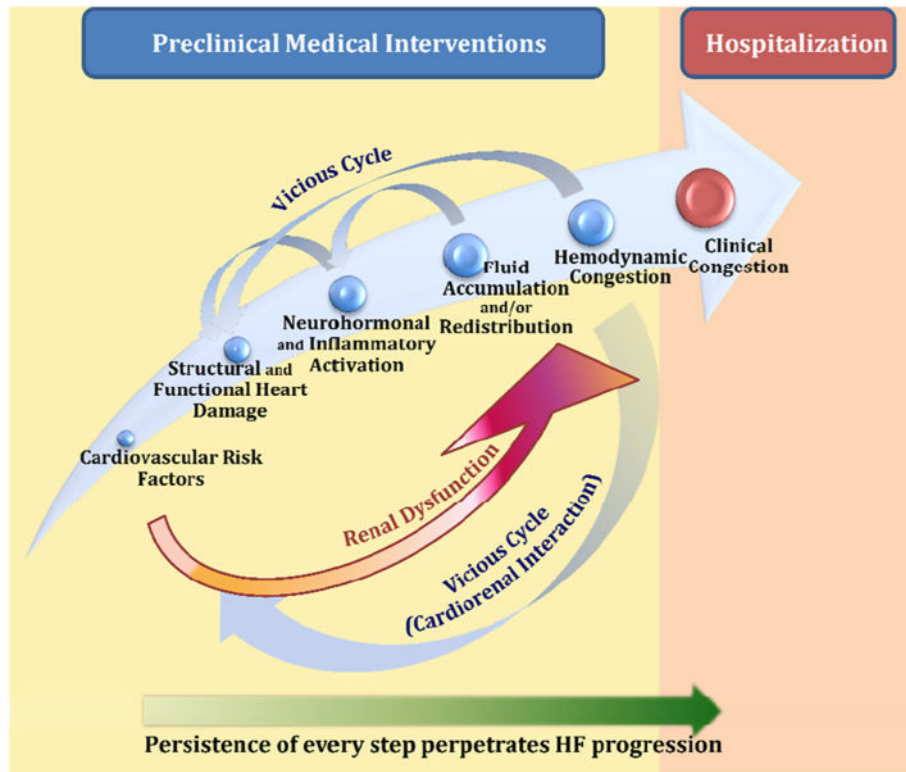 Preclinical Medical Interventions
Hospitalization
Vicious Cycle
Clinical
Congestion
Hemodynamic
Congestion
Fluid
Accumulation
and/or
Redistribution
Neurohormonal
and Inflammatory
Activation
Structural and
Functional Heart
Damage
Cardiovascular Risk
Factors
Renal Dysfunction
Vicious Cycle
(Cardiorenal Interaction)
Persistence of every step perpetrates HF progression